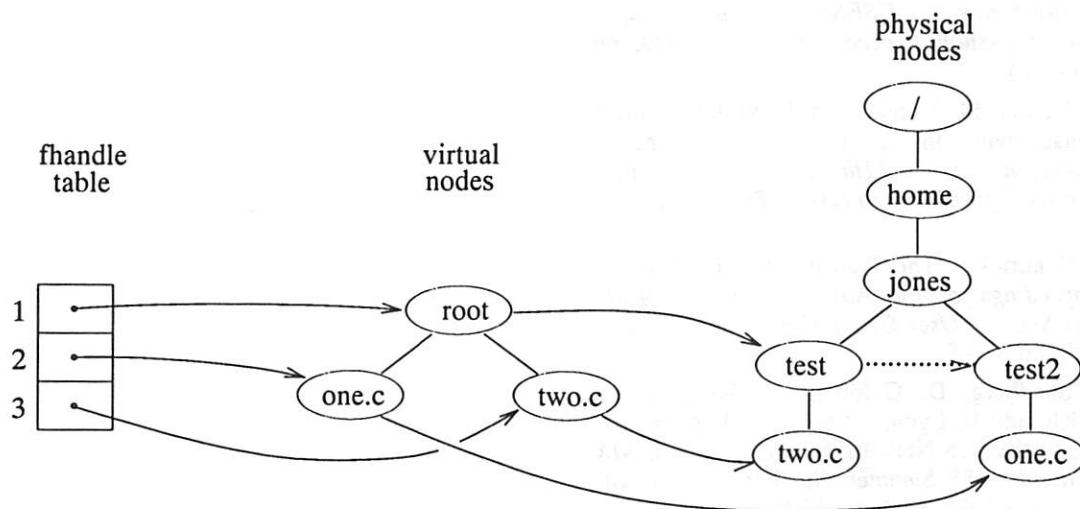 physical
nodes
/
fhandle
table
virtual
nodes
home
jones
1
root
2
test
test2
one.c
two.c
3
two.c
one.c